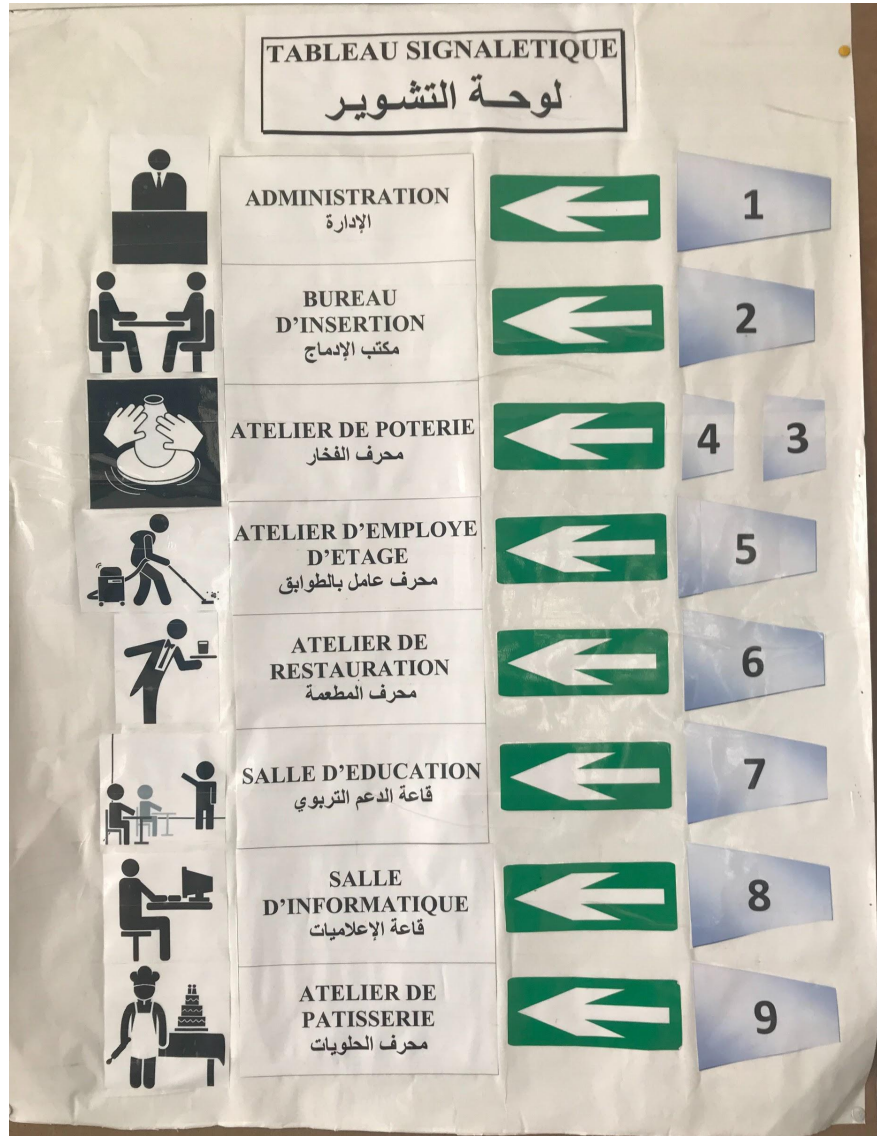 TABLEAU SIGNALETIQUE
لوحة التشوير
ADMINISTRATION
الإدارة
1
BUREAU
D'INSERTION
مكتب الإدماج
2
ATELIER DE POTERIE
محرف الفخار
4 3
ATELIER D'EMPLOYE
D'ETAGE
محرف عامل بالطوابق
5
ATELIER DE
RESTAURATION
محرف المطعمة
6
SALLE D'EDUCATION
قاعة الدعم التربوي
7
SALLE
D'INFORMATIQUE
قاعة الإعلاميات
8
ATELIER DE
PATISSERIE
محرف الحلويات
9